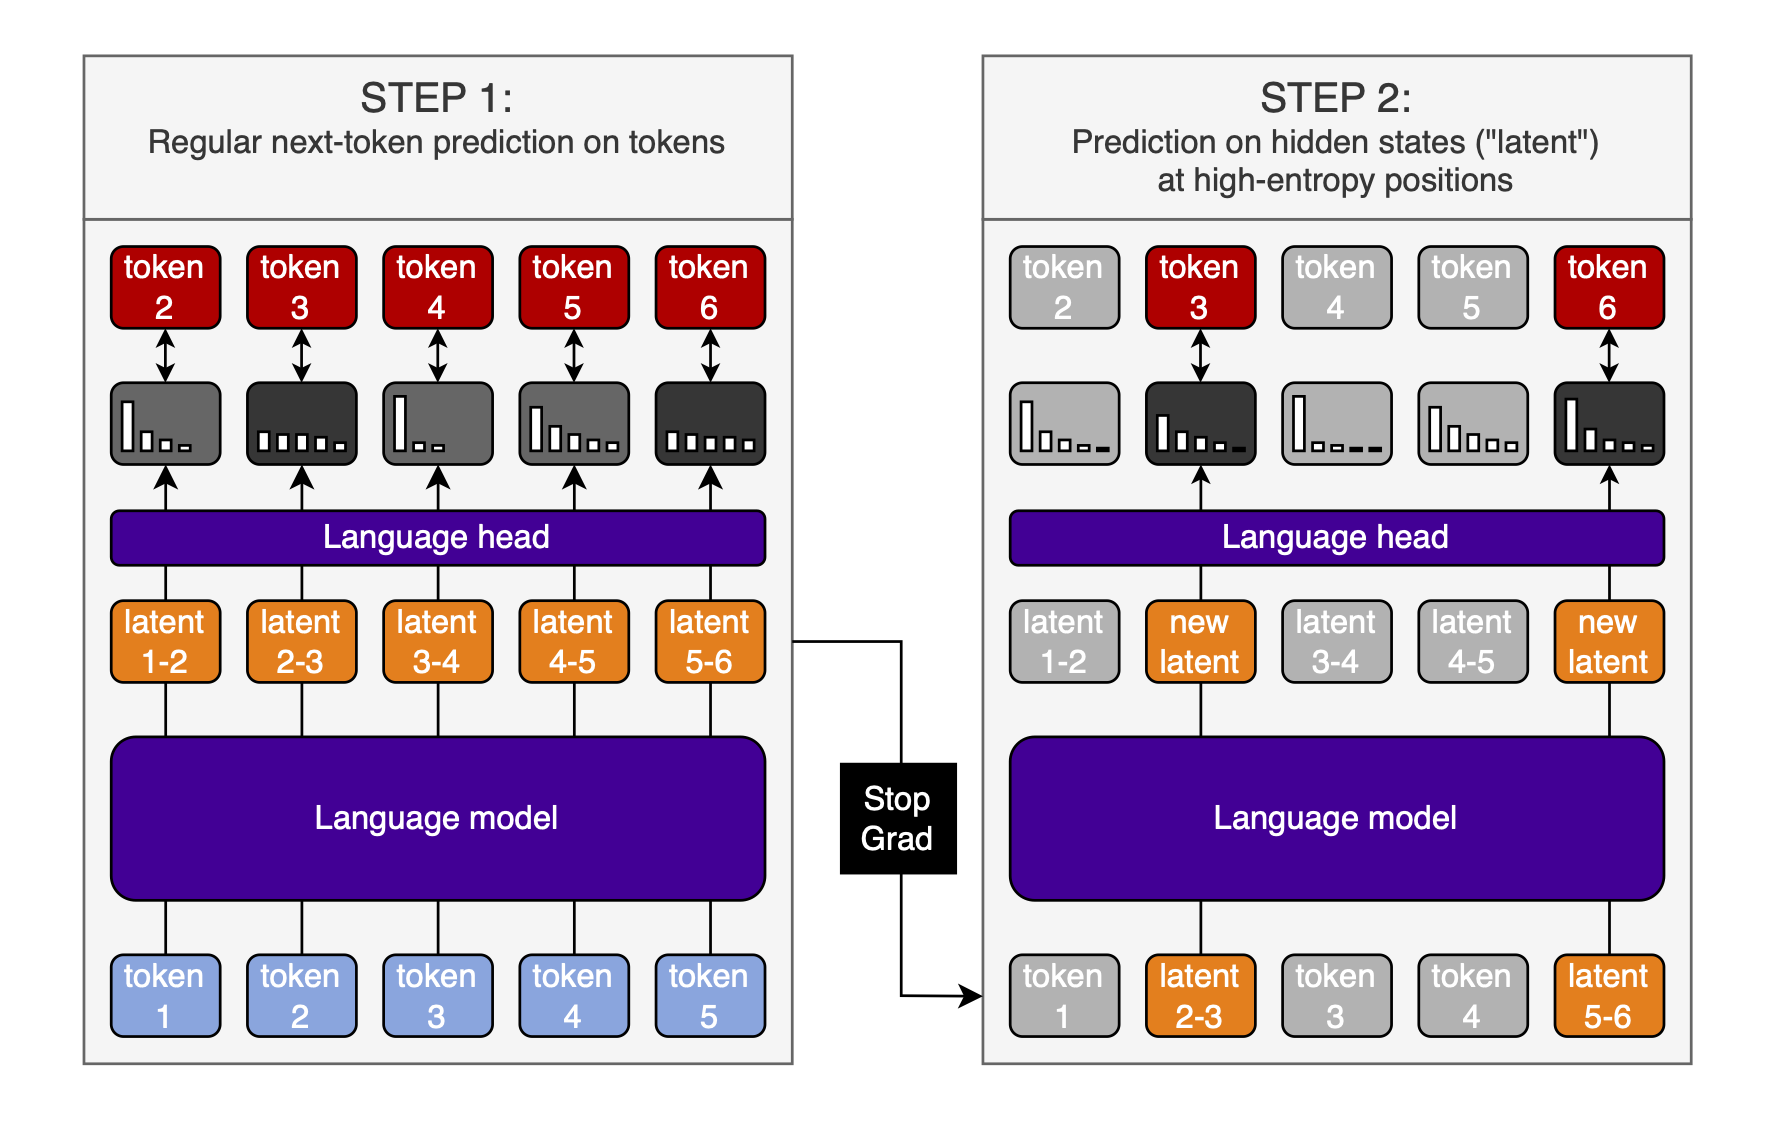 STEP 1:
Regular next-token prediction on tokens
token
2
token
3
token
4
token
5
token
6
Language head
latent
1-2
latent
2-3
latent
3-4
latent
4-5
latent
5-6
Language model
token
1
token
2
token
3
token
4
token
5
Stop
Grad
STEP 2:
Prediction on hidden states ("latent")
at high-entropy positions
token
2
token
3
token
4
token
5
token
6
Language head
latent
1-2
new
latent
latent
3-4
latent
4-5
new
latent
Language model
token
1
latent
2-3
token
3
token
4
latent
5-6